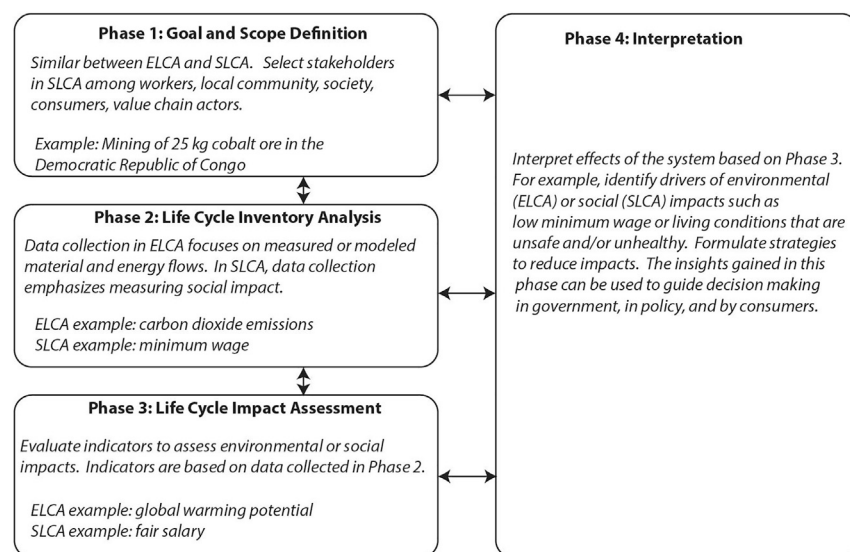 Phase 1: Goal and Scope Definition
Similar between ELCA and SLCA. Select stakeholders
in SLCA among workers, local community, society,
consumers, value chain actors.
Example: Mining of 25 kg cobalt ore in the
Democratic Republic of Congo
Phase 2: Life Cycle Inventory Analysis
Data collection in ELCA focuses on measured or modeled
material and energy flows. In SLCA, data collection
emphasizes measuring social impact.
ELCA example: carbon dioxide emissions
SLCA example: minimum wage
Phase 3: Life Cycle Impact Assessment
Evaluate indicators to assess environmental or social
impacts. Indicators are based on data collected in Phase 2.
ELCA example: global warming potential
SLCA example: fair salary
Phase 4: Interpretation
Interpret effects of the system based on Phase 3.
For example, identify drivers of environmental
(ELCA) or social (SLCA) impacts such as
low minimum wage or living conditions that are
unsafe and/or unhealthy. Formulate strategies
to reduce impacts. The insights gained in this
phase can be used to guide decision making
in government, in policy, and by consumers.